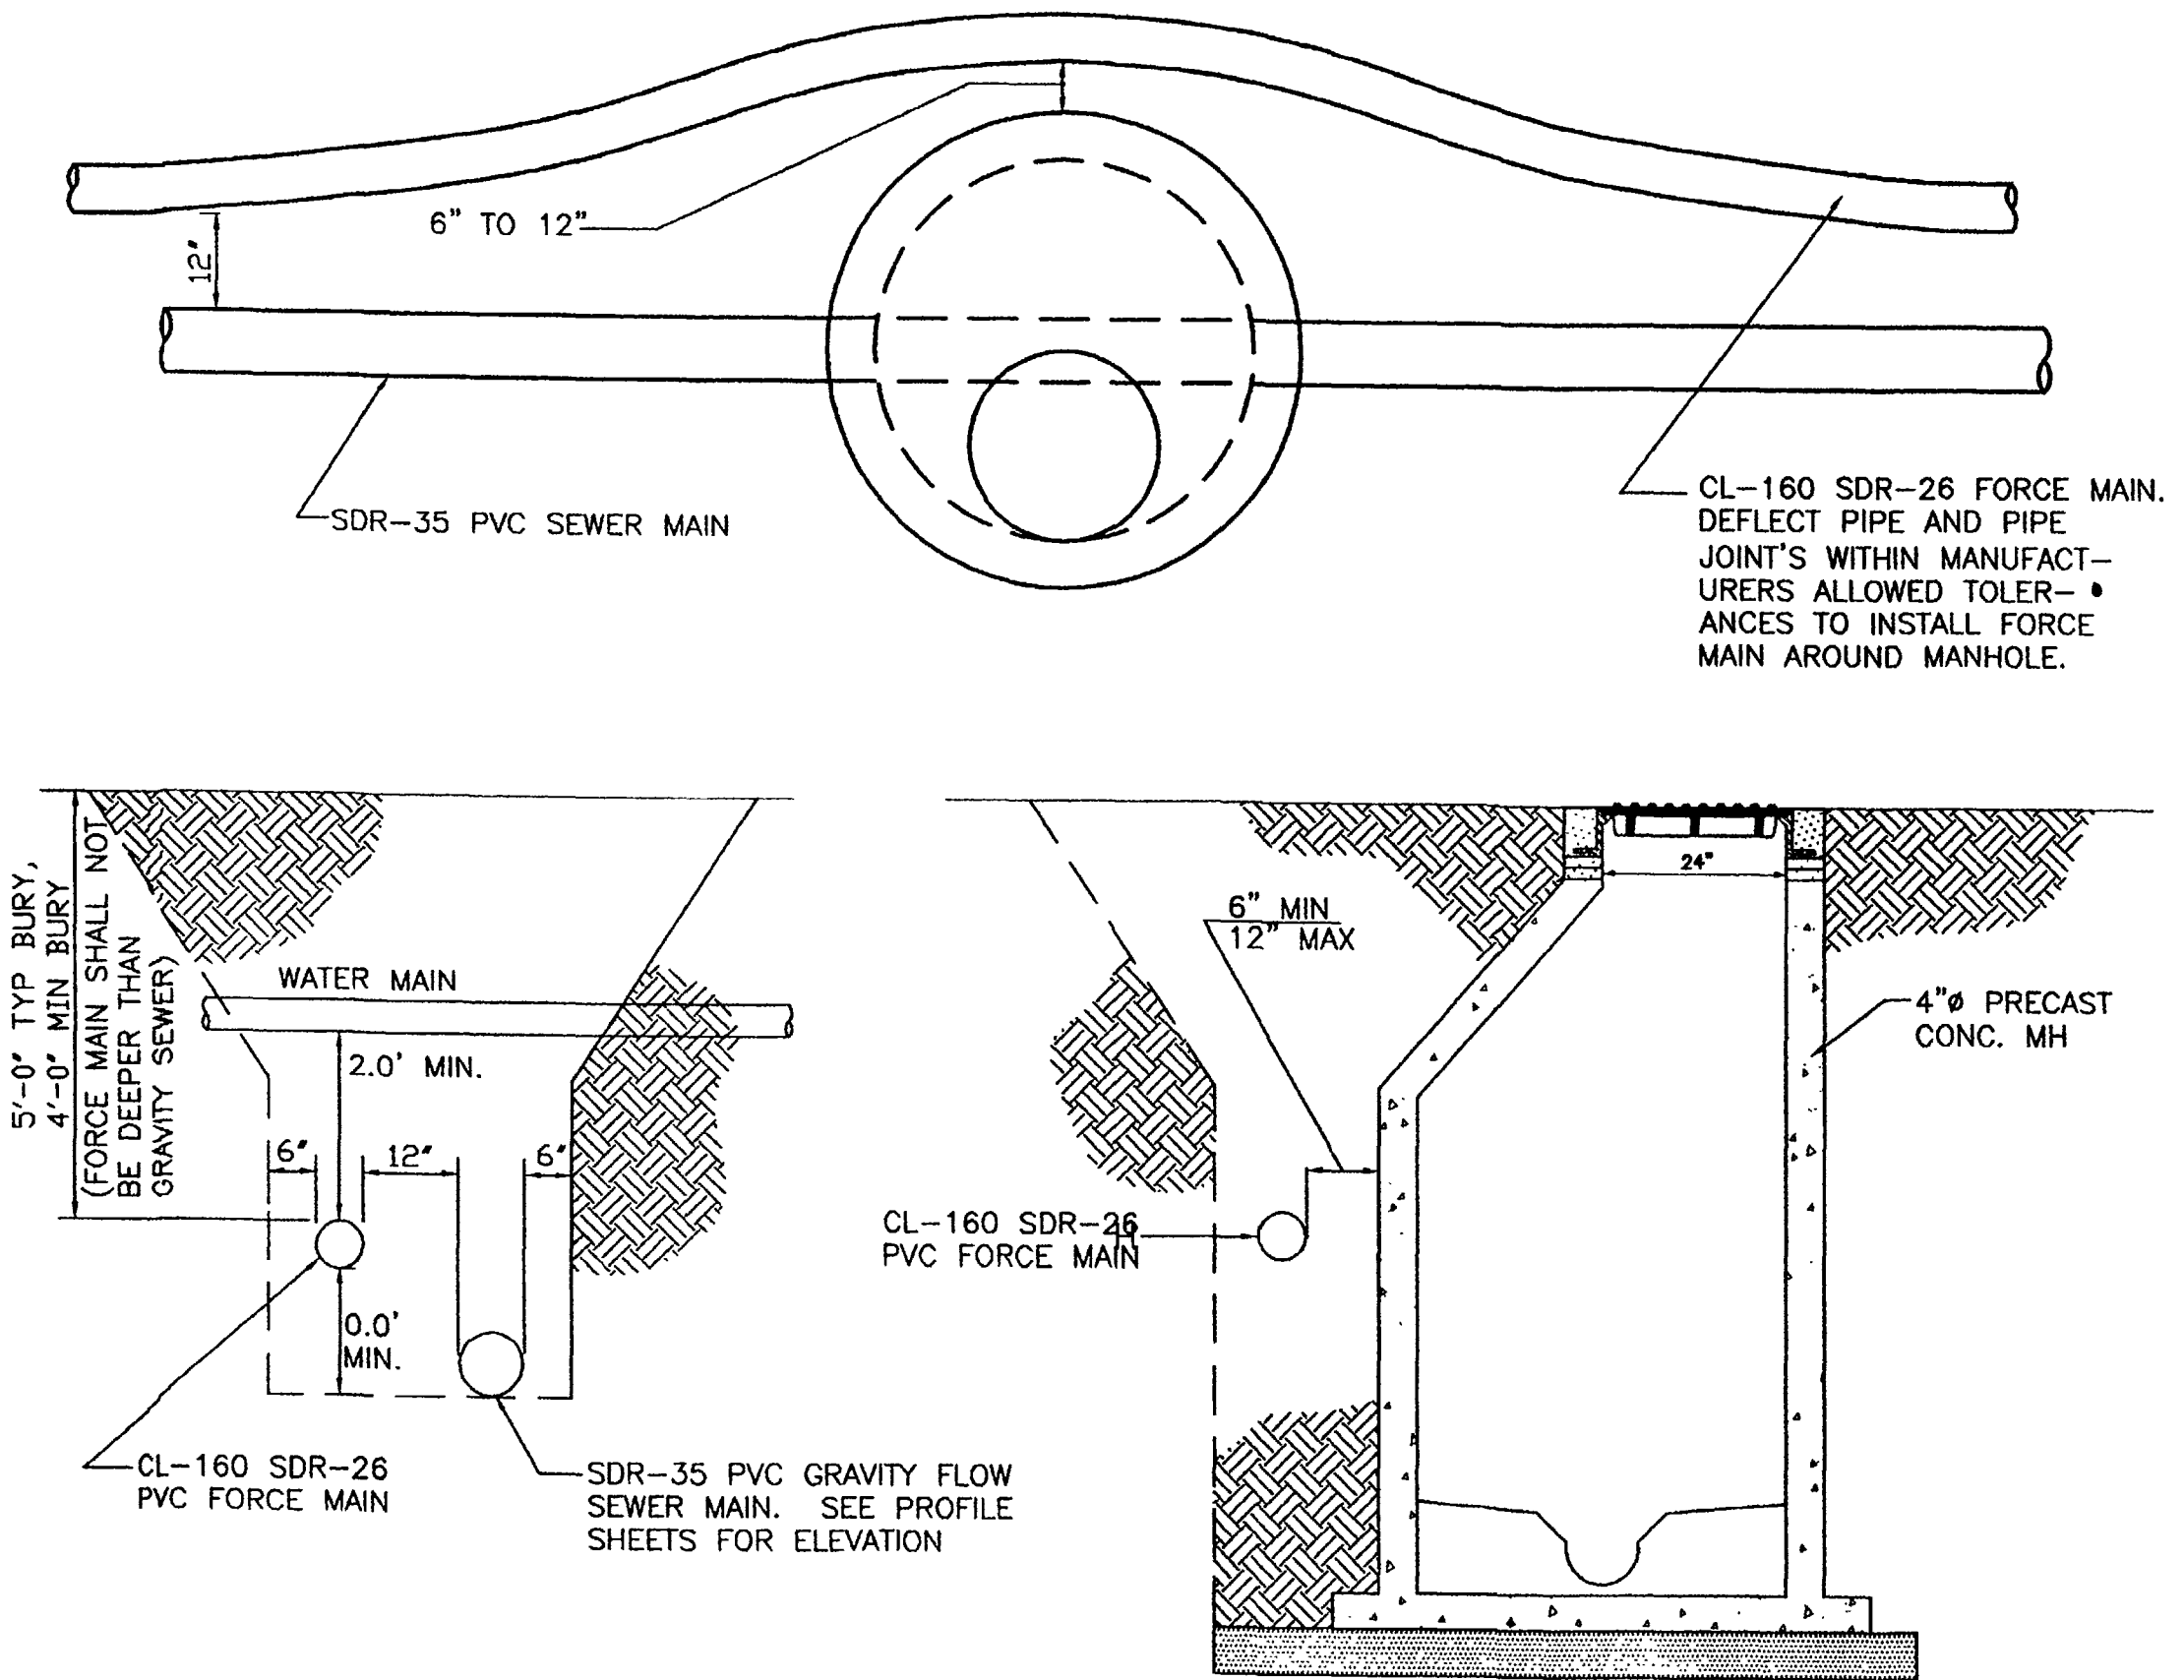 6" TO 12"
12"
SDR-35 PVC SEWER MAIN
CL-160 SDR-26 FORCE MAIN.
DEFLECT PIPE AND PIPE
JOINT'S WITHIN MANUFACT-
URERS ALLOWED TOLER-
ANCES TO INSTALL FORCE
MAIN AROUND MANHOLE.
5'-0" TYP BURY,
4'-0" MIN BURY
(FORCE MAIN SHALL NOT
BE DEEPER THAN
GRAVITY SEWER)
WATER MAIN
2.0' MIN.
6"
12"
6"
0.0'
MIN.
CL-160 SDR-26
PVC FORCE MAIN
SDR-35 PVC GRAVITY FLOW
SEWER MAIN. SEE PROFILE
SHEETS FOR ELEVATION
24"
6" MIN
12" MAX
4"ø PRECAST
CONC. MH
CL-160 SDR-26
PVC FORCE MAIN